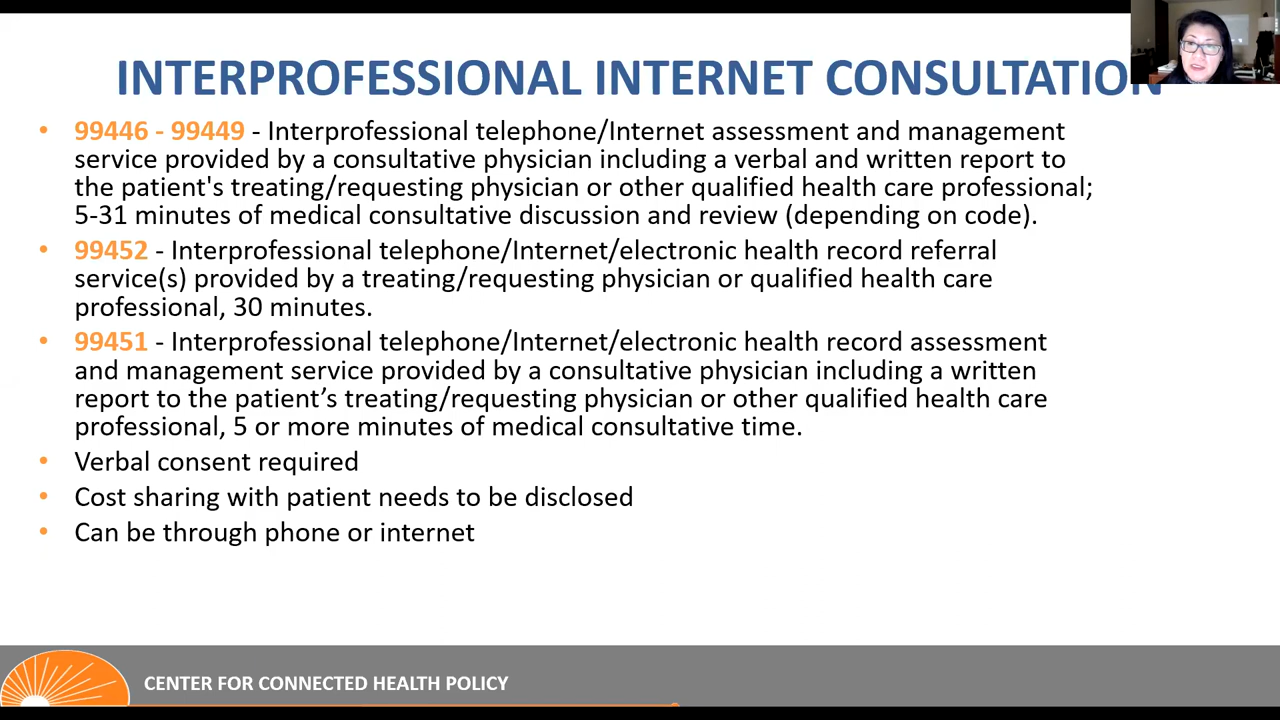 INTERPROFESSIONAL INTERNET CONSULTATION
• 99446 - 99449 - Interprofessional telephone/Internet assessment and management
service provided by a consultative physician including a verbal and written report to
the patient's treating/requesting physician or other qualified health care professional;
5-31 minutes of medical consultative discussion and review (depending on code).
• 99452 - Interprofessional telephone/Internet/electronic health record referral
service(s) provided by a treating/requesting physician or qualified health care
professional, 30 minutes.
• 99451 - Interprofessional telephone/Internet/electronic health record assessment
and management service provided by a consultative physician including a written
report to the patient’s treating/requesting physician or other qualified health care
professional, 5 or more minutes of medical consultative time.
• Verbal consent required
• Cost sharing with patient needs to be disclosed
• Can be through phone or internet
CENTER FOR CONNECTED HEALTH POLICY